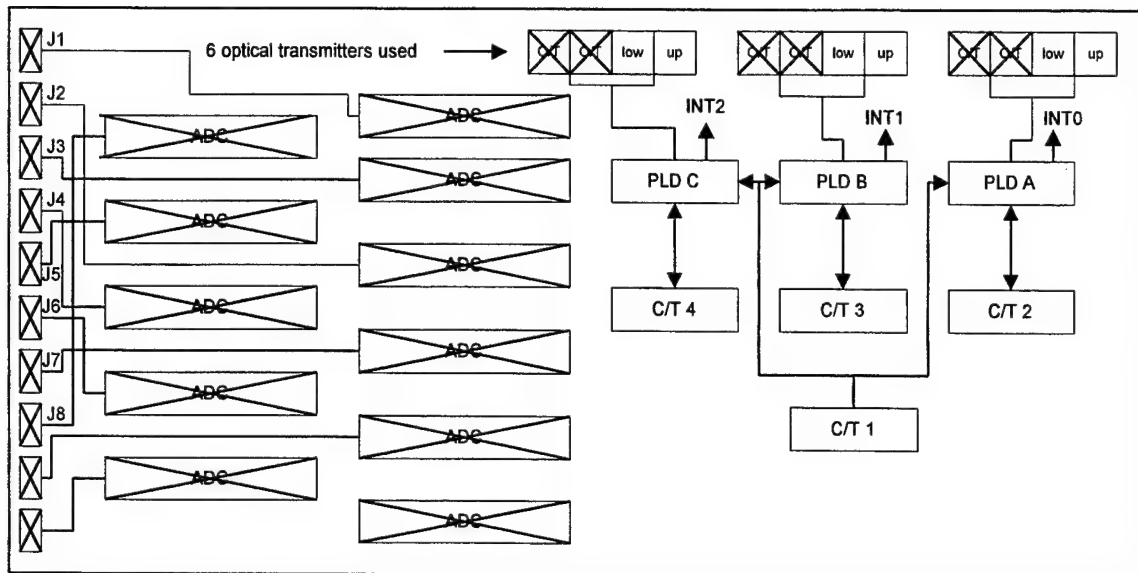 J1
J2
J3
J4
J5
J6
J7
J8
6 optical transmitters used
ADC
ADC
ADC
ADC
ADC
ADC
ADC
ADC
ADC
ADC
ADC
low up
low up
low up
INT2
INT1
INT0
PLD C
PLD B
PLD A
C/T 4
C/T 3
C/T 2
C/T 1